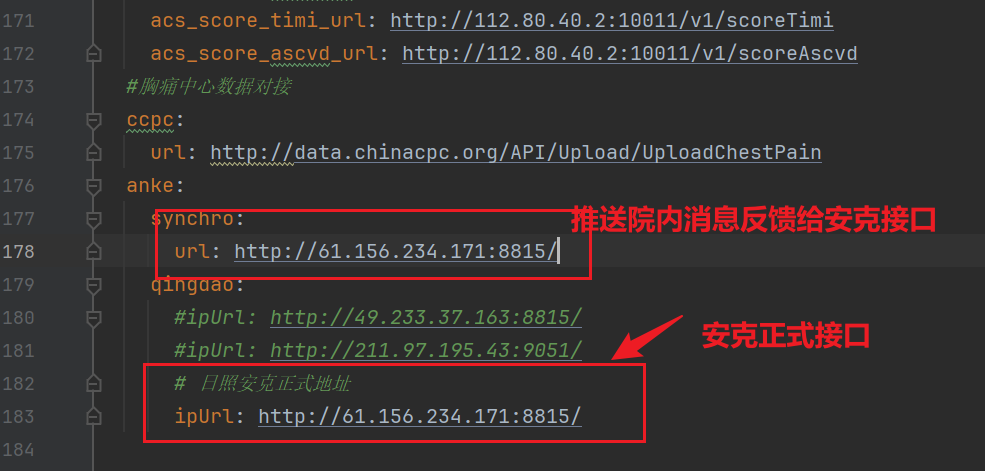 171 acs_score_timi_url: http://112.80.40.2:10011/v1/scoreTimi
172 acs_score_ascvd_url: http://112.80.40.2:10011/v1/scoreAscvd
173 #胸痛中心数据对接
174 ccpc:
175 url: http://data.chinacpc.org/API/Upload/UploadChestPain
176 anke:
177 synchro:
推送院内消息反馈给安克接口
178 url: http://61.156.234.171:8815/
179 qingdao:
180 #ipUrl: http://49.233.37.163:8815/
安克正式接口
181 #ipUrl: http://211.97.195.43:9051/
182 # 日照安克正式地址
183 ipUrl: http://61.156.234.171:8815/
184